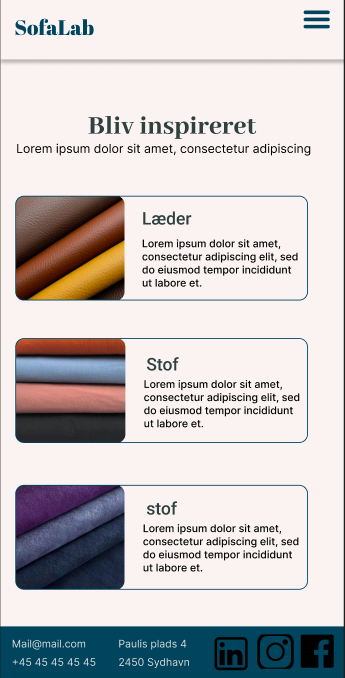 SofaLab
Bliv inspireret
Lorem ipsum dolor sit amet, consectetur adipiscing
Læder
Lorem ipsum dolor sit amet,
consectetur adipiscing elit, sed
do eiusmod tempor incididunt
ut labore et.
Stof
Lorem ipsum dolor sit amet,
consectetur adipiscing elit, sed
do eiusmod tempor incididunt
ut labore et.
stof
Lorem ipsum dolor sit amet,
consectetur adipiscing elit, sed
do eiusmod tempor incididunt
ut labore et.
Mail@mail.com
+45 45 45 45 45
Paulis plads 4
2450 Sydhavn